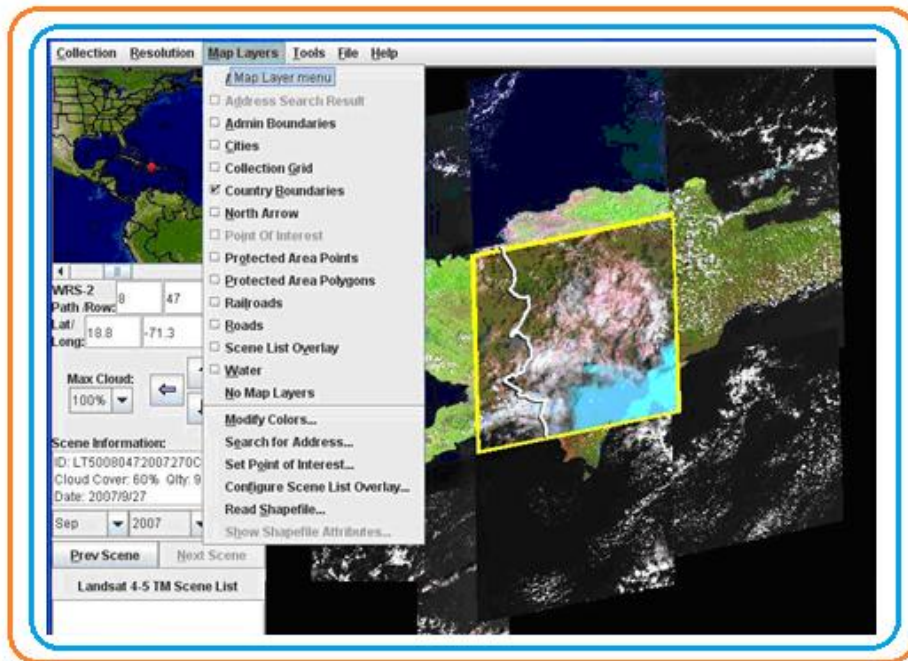 Collection Resolution Map Layers Tools File Help
Map Layer menu
Address Search Result
Admin Boundaries
Cities
Collection Grid
Country Boundaries
North Arrow
Point Of Interest
Protected Area Points
Protected Area Polygons
Railroads
Roads
Scene List Overlay
Water
No Map Layers
Modify Colors...
Search for Address...
Set Point of Interest...
Configure Scene List Overlay...
Read Shapefile...
Show Shapefile Attributes...
WRS-2
Path /Row: 8 47
Lat/
Long: 18.8 -71.3
Max Cloud:
100%
Scene Information:
ID: LT50080472007270C
Cloud Cover: 60% Qlty: 9
Date: 2007/9/27
Sep 2007
Prev Scene Next Scene
Landsat 4-5 TM Scene List